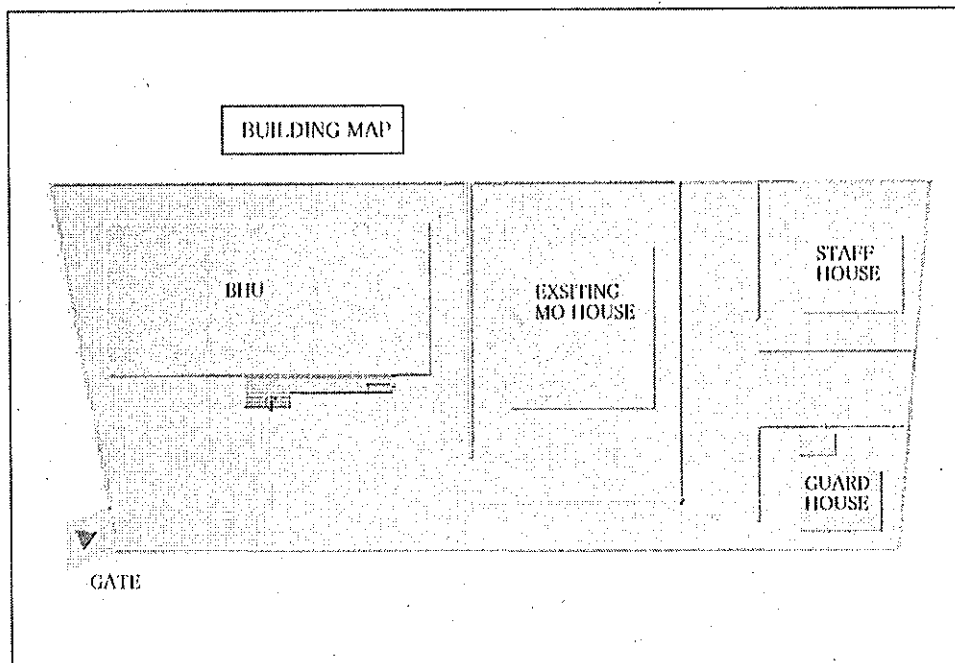 BUILDING MAP
BHU
EXSITING
MO HOUSE
STAFF
HOUSE
GUARD
HOUSE
GATE